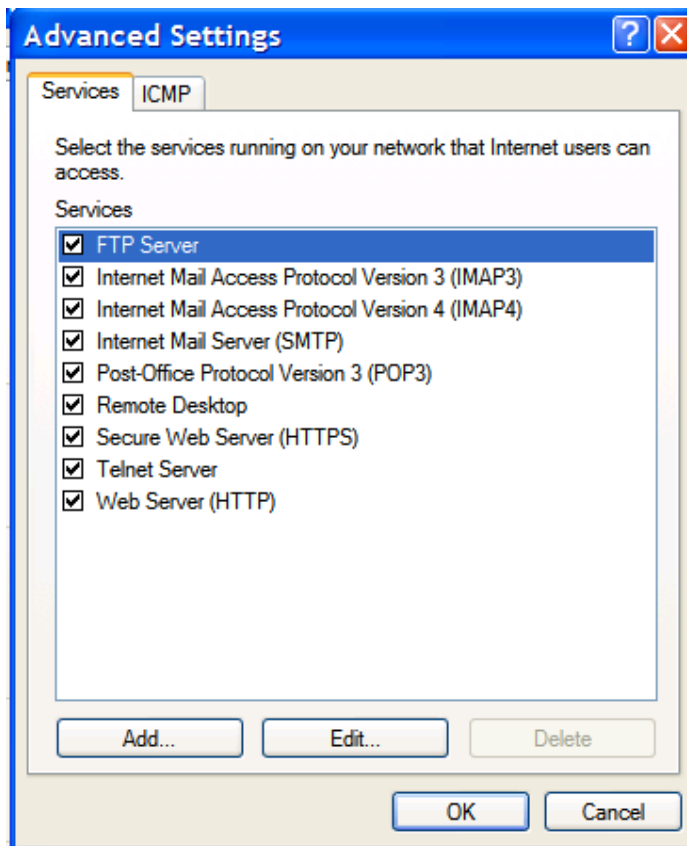 Advanced Settings
Services ICMP
Select the services running on your network that Internet users can
access.
Services
FTP Server
Internet Mail Access Protocol Version 3 (IMAP3)
Internet Mail Access Protocol Version 4 (IMAP4)
Internet Mail Server (SMTP)
Post-Office Protocol Version 3 (POP3)
Remote Desktop
Secure Web Server (HTTPS)
Telnet Server
Web Server (HTTP)
Add... Edit... Delete
OK Cancel